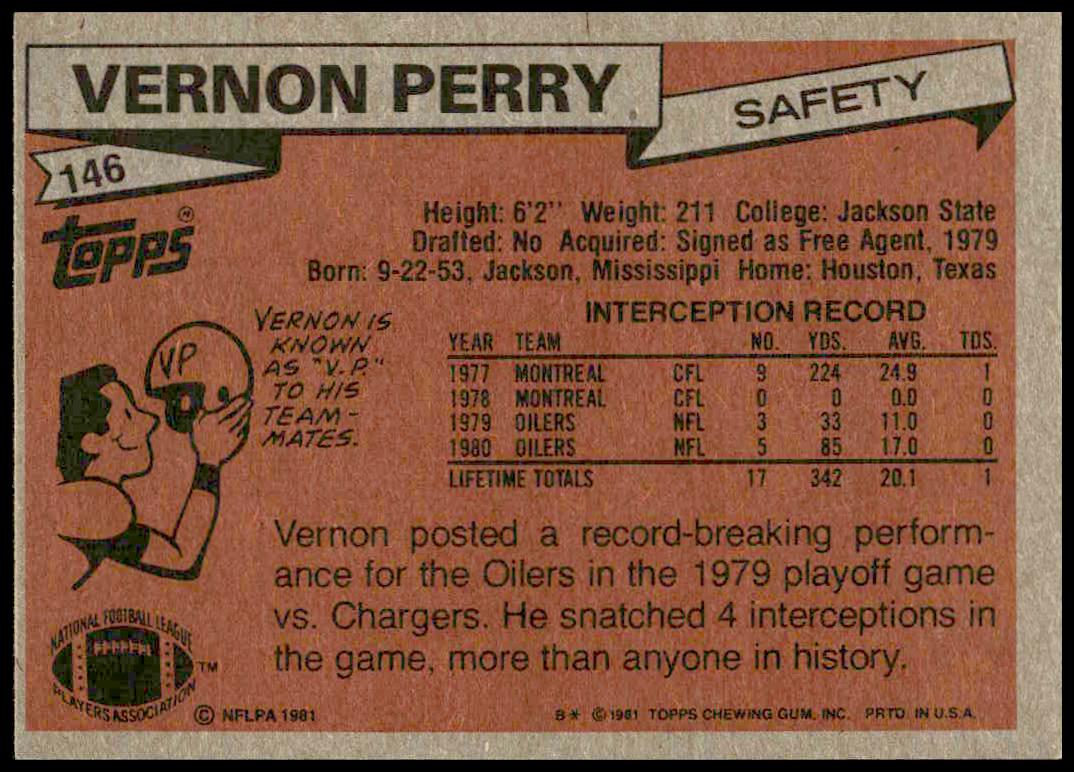 VERNON PERRY
SAFETY
146
TOPPS
Height: 6'2" Weight: 211 College: Jackson State
Drafted: No Acquired: Signed as Free Agent, 1979
Born: 9-22-53, Jackson, Mississippi Home: Houston, Texas
VERNON IS
KNOWN
AS "V.P."
TO HIS
TEAM-
MATES.
VP
INTERCEPTION RECORD
YEAR TEAM NO. YDS. AVG. TDS.
1977 MONTREAL CFL 9 224 24.9 1
1978 MONTREAL CFL 0 0 0.0 0
1979 OILERS NFL 3 33 11.0 0
1980 OILERS NFL 5 85 17.0 0
LIFETIME TOTALS 17 342 20.1 1
Vernon posted a record-breaking perform-
ance for the Oilers in the 1979 playoff game
vs. Chargers. He snatched 4 interceptions in
the game, more than anyone in history.
NATIONAL FOOTBALL LEAGUE
PLAYERS ASSOCIATION
TM
© NFLPA 1981
B* © 1981 TOPPS CHEWING GUM, INC. PRTD. IN U.S.A.